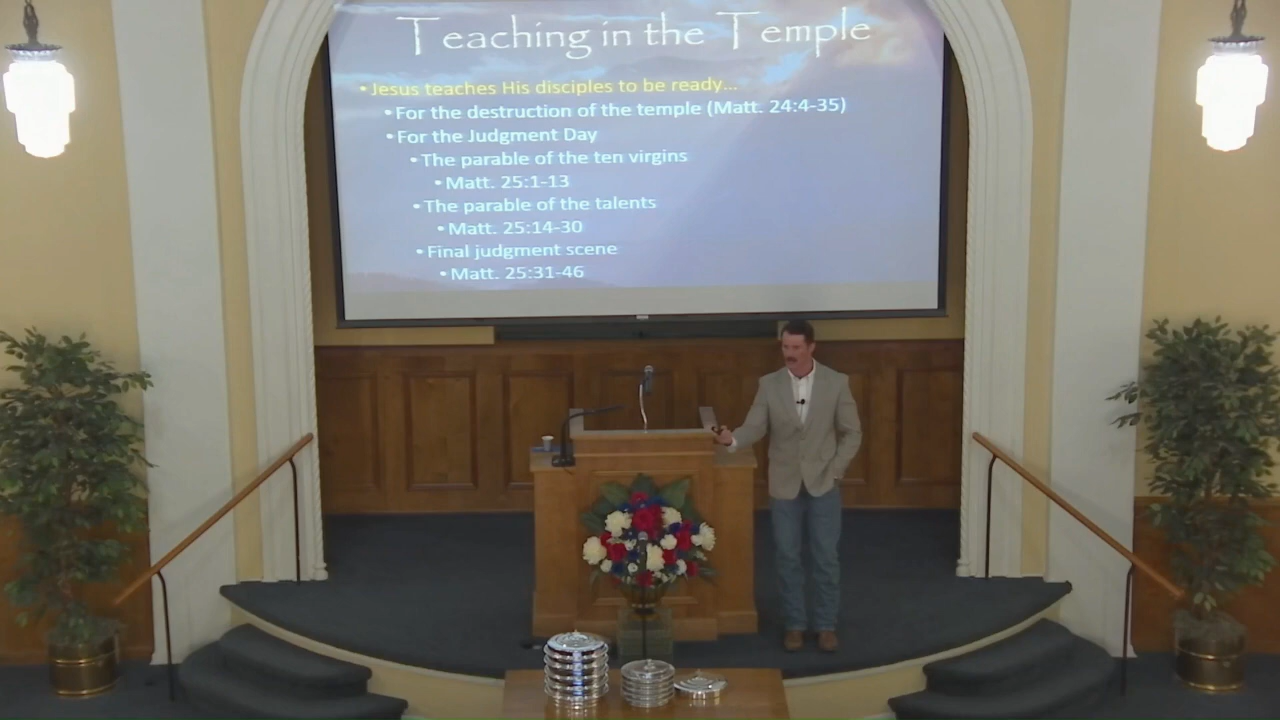 Teaching in the Temple
• Jesus teaches His disciples to be ready...
• For the destruction of the temple (Matt. 24:4-35)
• For the Judgment Day
• The parable of the ten virgins
• Matt. 25:1-13
• The parable of the talents
• Matt. 25:14-30
• Final judgment scene
• Matt. 25:31-46